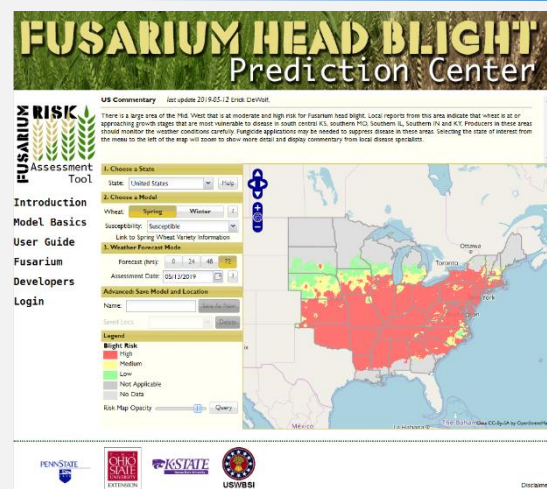 FUSARIUM HEAD BLIGHT
Prediction Center
US Commentary last update 2019-05-12 Erick DeWolf,
There is a large area of the Mid. West that is at moderate and high risk for Fusarium head blight. Local reports from this area indicate that wheat is at or
approaching growth stages that are most vulnerable to disease in south central KS, southern MO, Southern IL, Southern IN and KY. Producers in these areas
should monitor the weather conditions carefully. Fungicide applications may be needed to suppress disease in these areas. Selecting the state of interest from
the menu to the left of the map will zoom to show more detail and display commentary from local disease specialists.
FUSARIUM
RISK
Assessment
Tool
Introduction
Model Basics
User Guide
Fusarium
Developers
Login
1. Choose a State
State: United States Help
2. Choose a Model
Wheat: Spring Winter
Susceptibility: Susceptible
Link to Spring Wheat Variety Information
3. Weather Forecast Mode
Forecast (hrs): 0 24 48 72
Assessment Date: 05/13/2019
Advanced Save Model and Location
Name:
Delete
Legend
Blight Risk
High
Medium
Low
Not Applicable
No Data
Risk Map Opacity Query
Ottawa
Toronto
York
México
La Habana
The Bahamas
PENNSTATE
OHIO
STATE
UNIVERSITY
EXTENSION
K-STATE
USWBSI